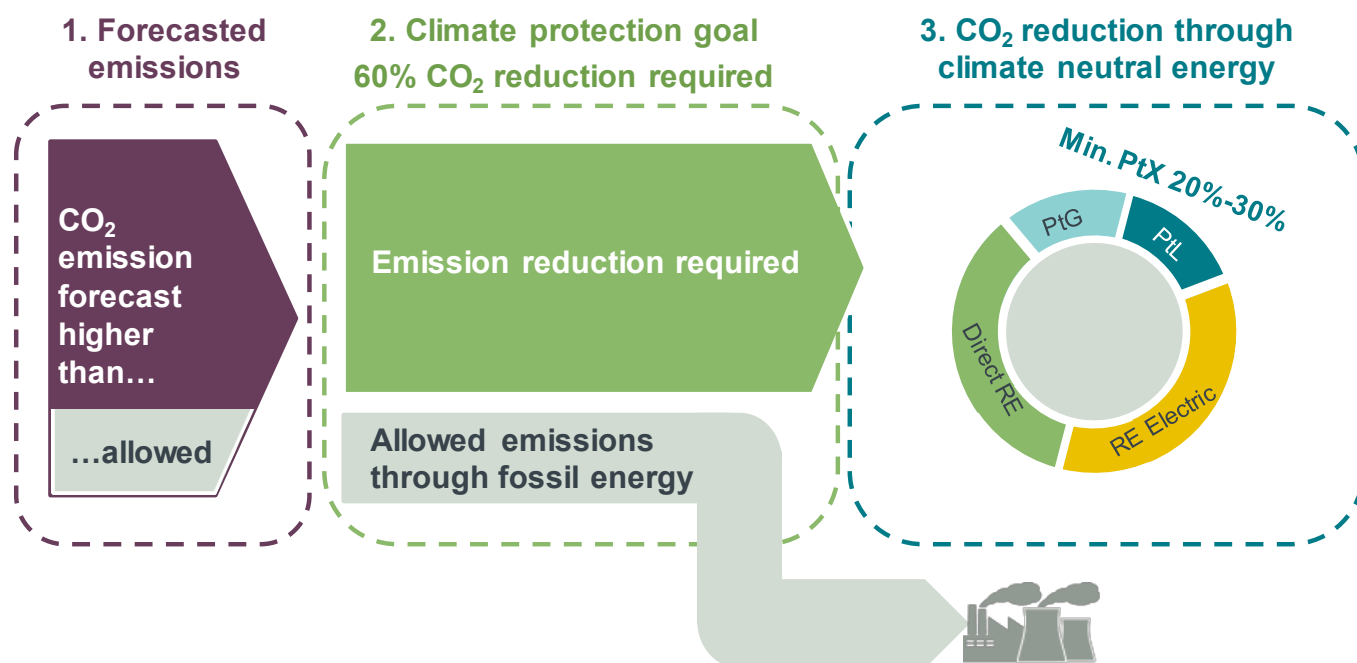 1. Forecasted
emissions
2. Climate protection goal
60% CO₂ reduction required
3. CO₂ reduction through
climate neutral energy
CO₂
emission
forecast
higher
than…
…allowed
Emission reduction required
Allowed emissions
through fossil energy
Min. PtX 20%-30%
PtG
PtL
Direct RE
RE Electric